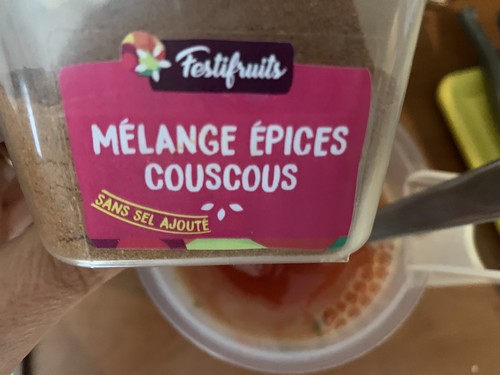 Festifruits
MÉLANGE ÉPICES
COUSCOUS
SANS SEL AJOUTÉ